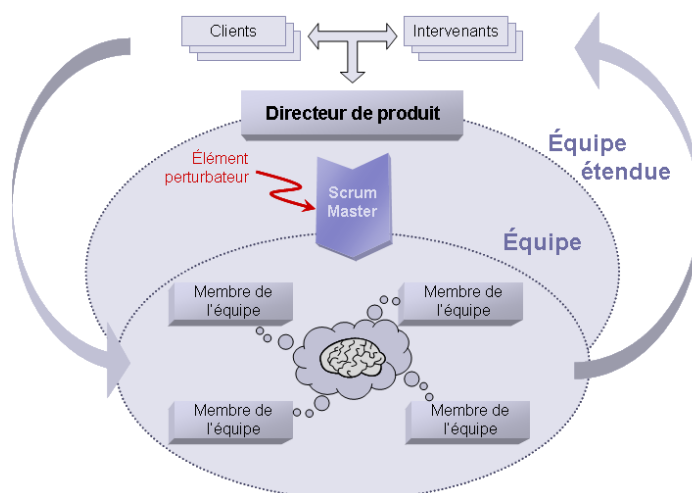 Clients
Intervenants
Directeur de produit
Élément
perturbateur
Scrum
Master
Équipe
étendue
Équipe
Membre de
l'équipe
Membre de
l'équipe
Membre de
l'équipe
Membre de
l'équipe